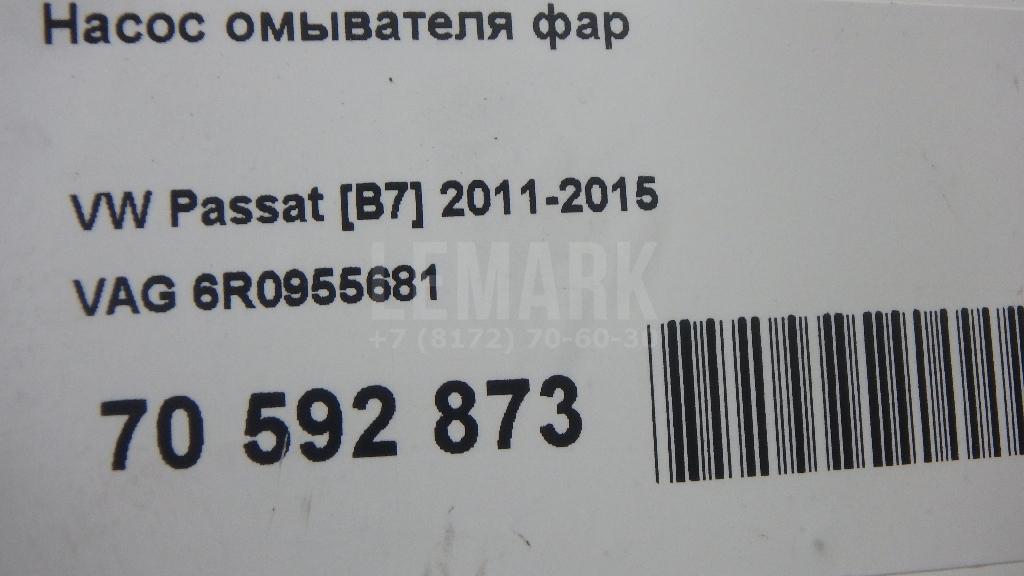 Насос омывателя фар
VW Passat [B7] 2011-2015
VAG 6R0955681
LEMARK
+7 (8172) 70-60-30
70 592 873